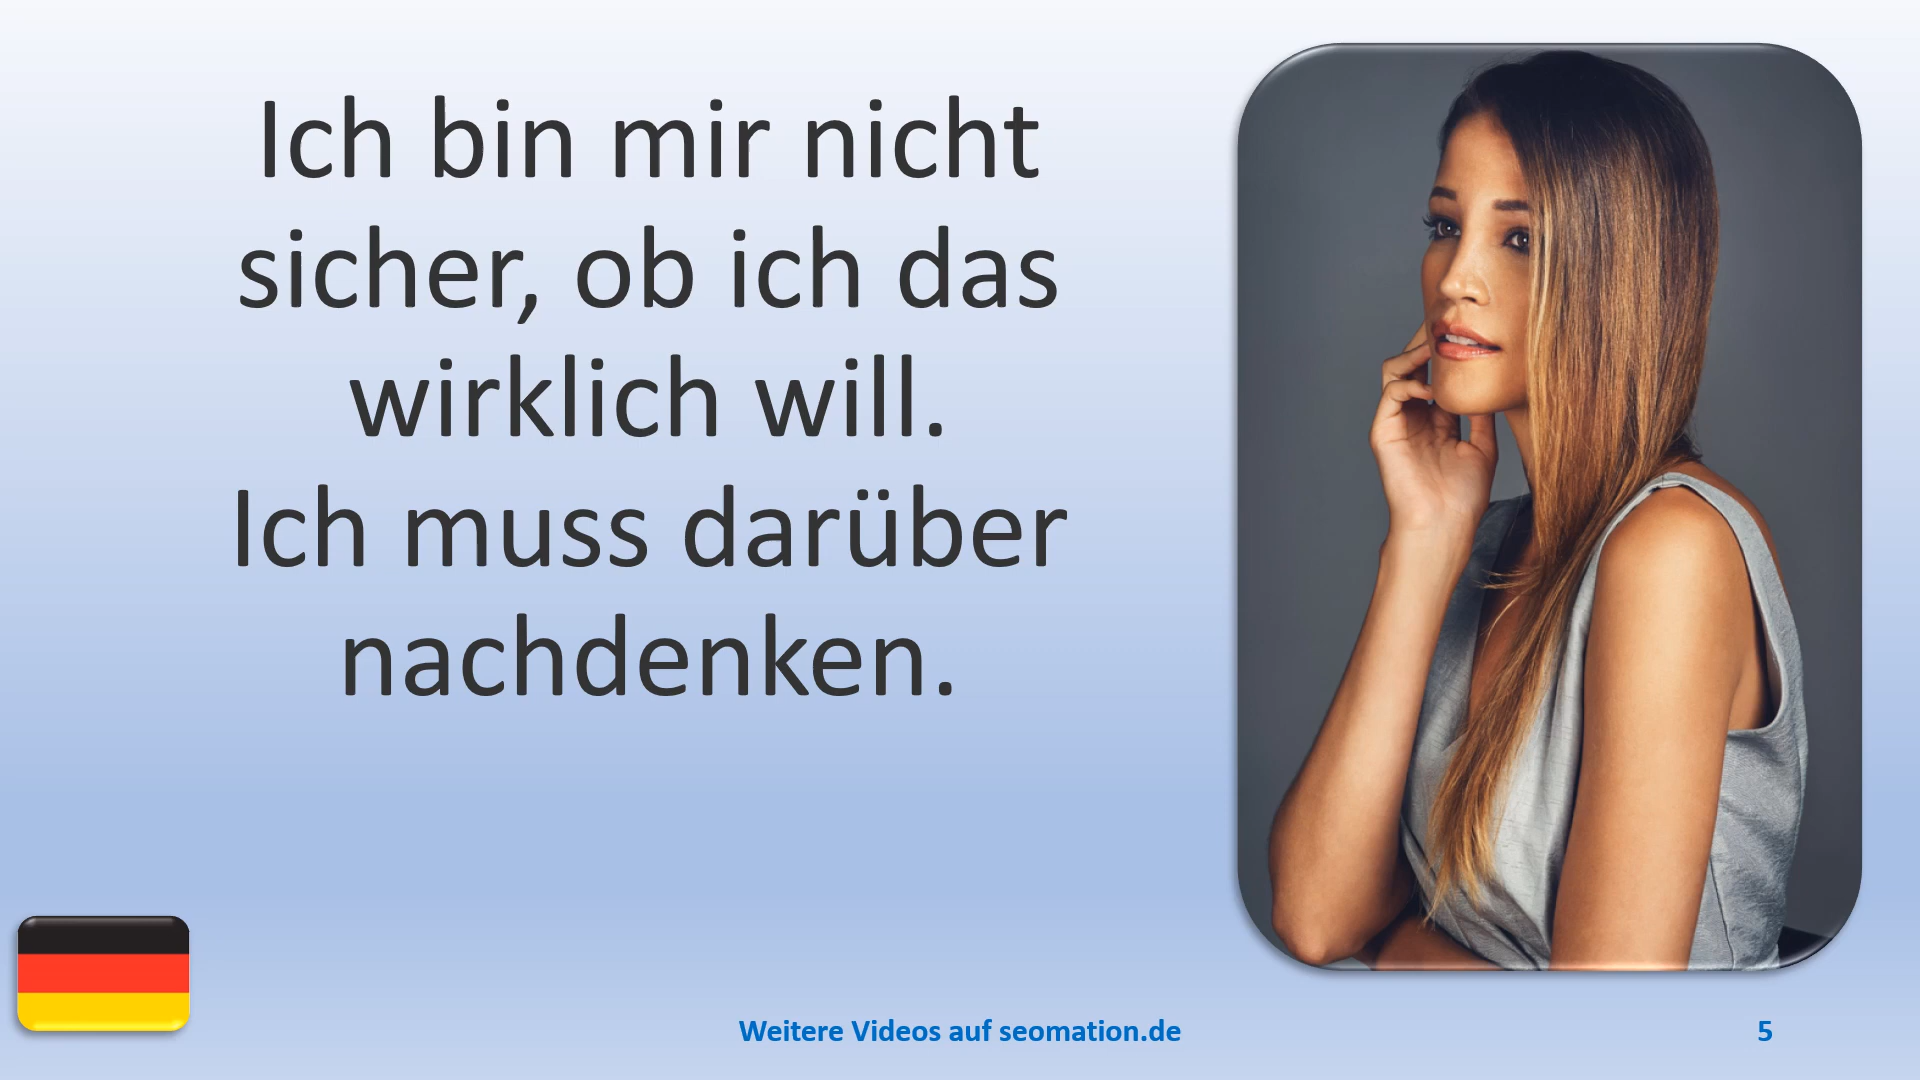 Ich bin mir nicht
sicher, ob ich das
wirklich will.
Ich muss darüber
nachdenken.
Weitere Videos auf seomation.de
5